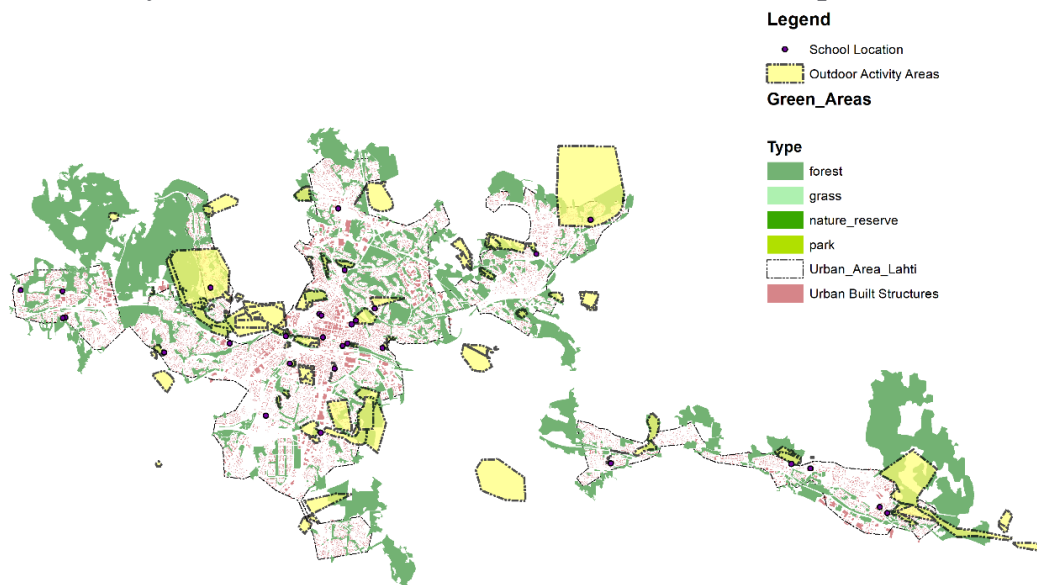 Legend
School Location
Outdoor Activity Areas
Green_Areas
Type
forest
grass
nature_reserve
park
Urban_Area_Lahti
Urban Built Structures